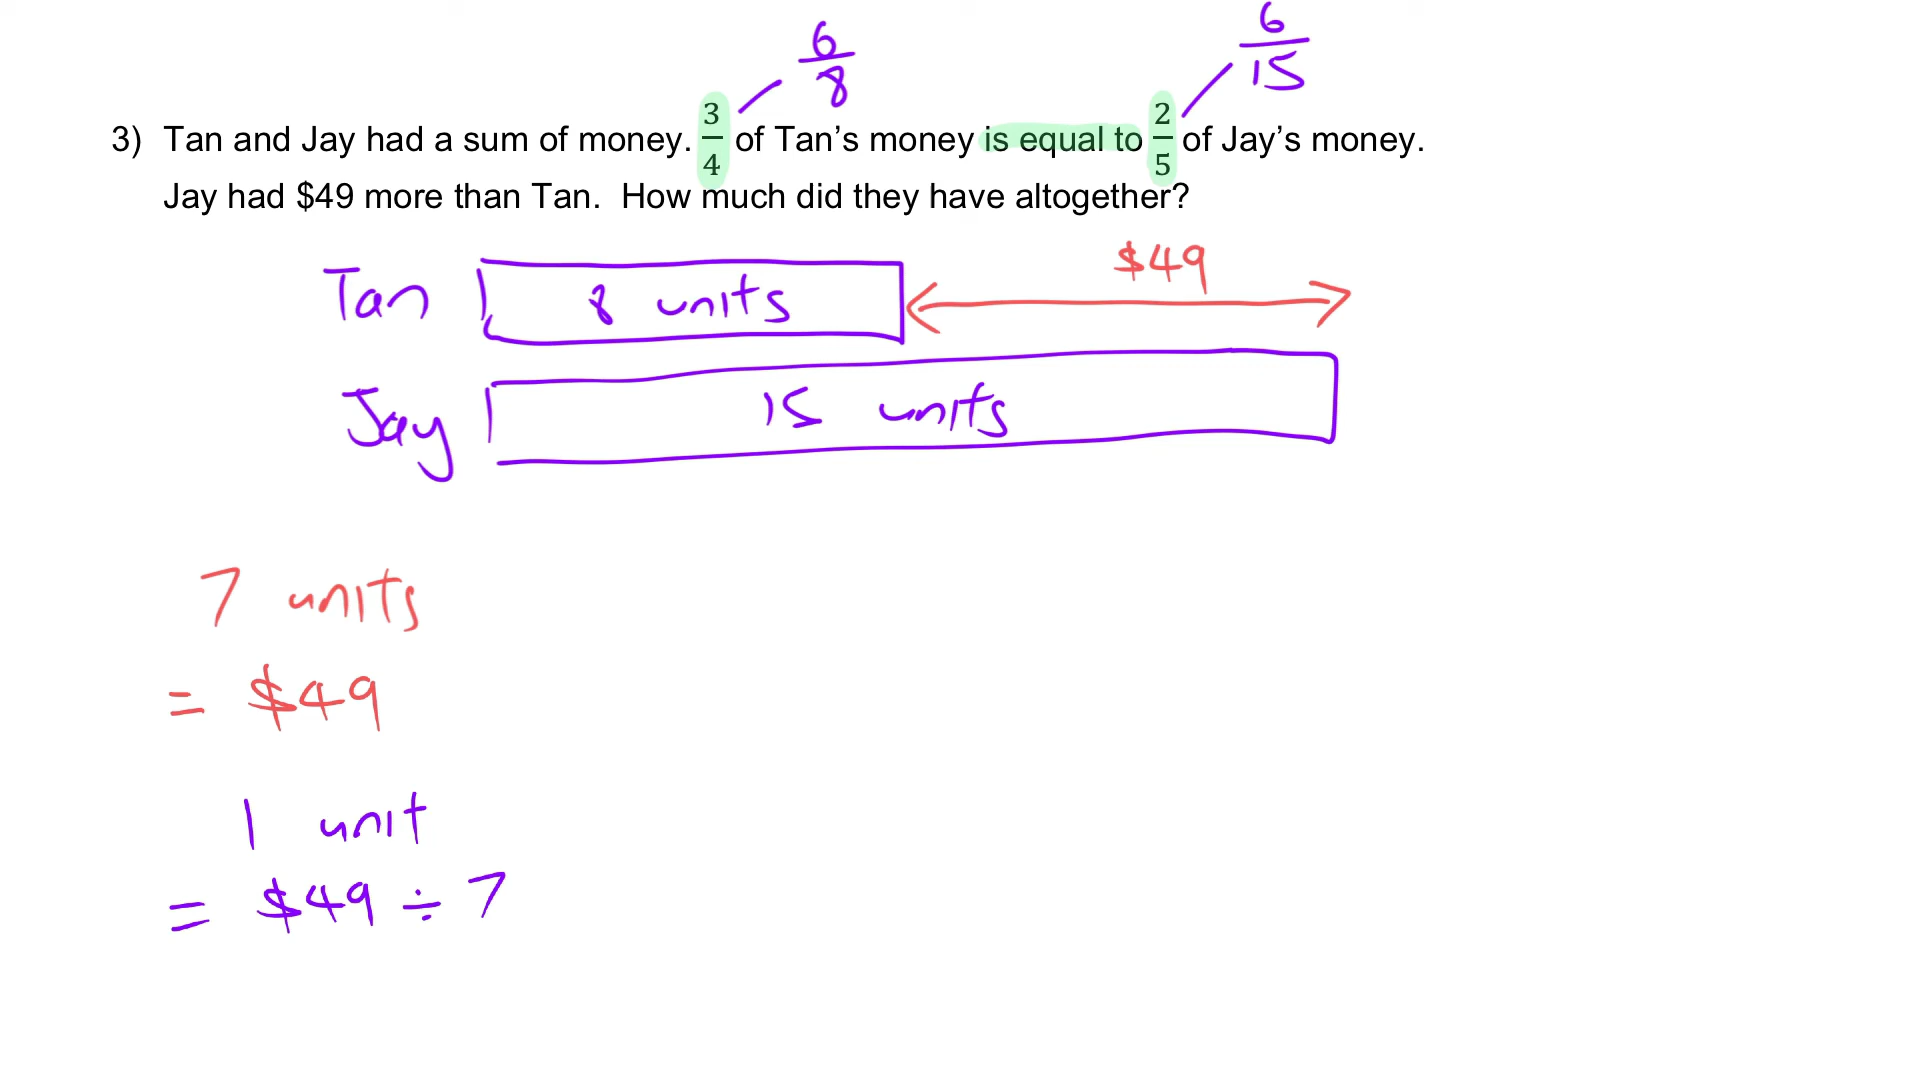 6/8
6/15
3) Tan and Jay had a sum of money. 3/4 of Tan's money is equal to 2/5 of Jay's money.
Jay had $49 more than Tan. How much did they have altogether?
$49
Tan 8 units
Jay 15 units
7 units
= $49
1 unit
= $49 ÷ 7